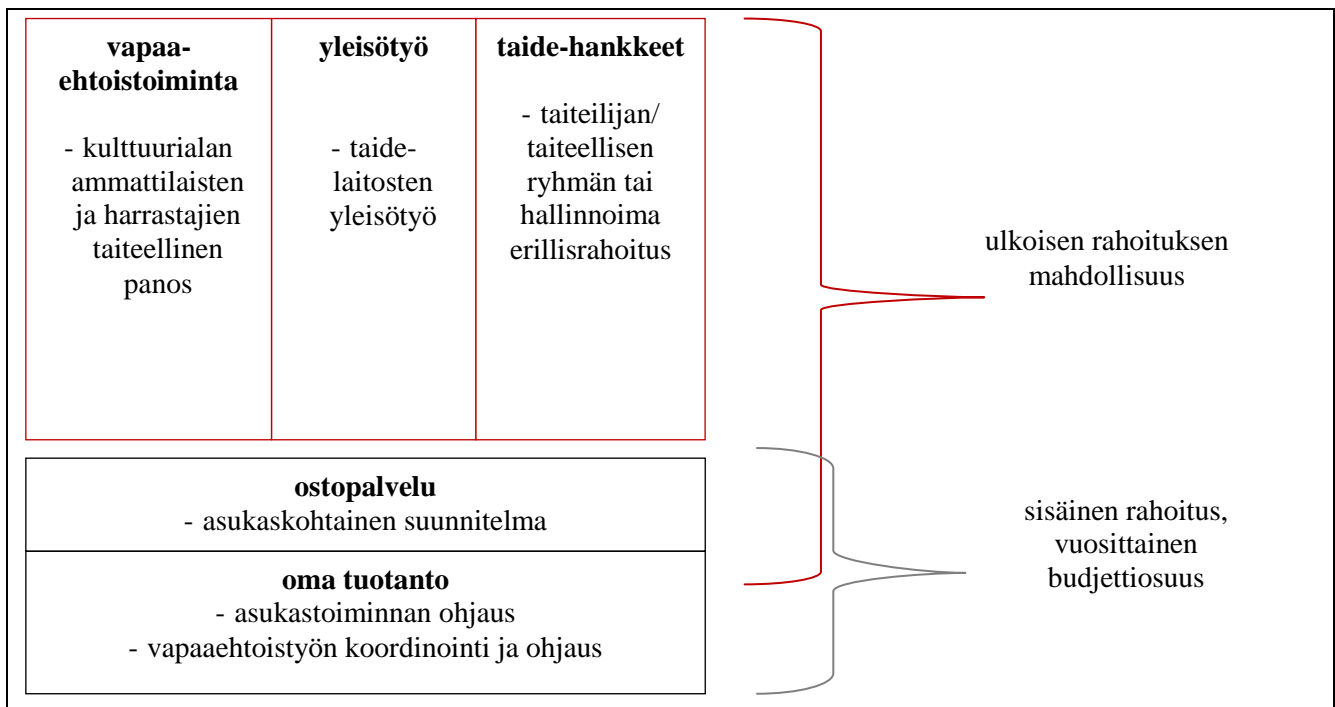 vapaa-
ehtoistoiminta
- kulttuurialan
ammattilaisten
ja harrastajien
taiteellinen
panos
yleisötyö
- taide-
laitosten
yleisötyö
taide-hankkeet
- taiteilijan/
taiteellisen
ryhmän tai
hallinnoima
erillisrahoitus
ulkoisen rahoituksen
mahdollisuus
ostopalvelu
- asukaskohtainen suunnitelma
oma tuotanto
- asukastoiminnan ohjaus
- vapaaehtoistyön koordinointi ja ohjaus
sisäinen rahoitus,
vuosittainen
budjettiosuus